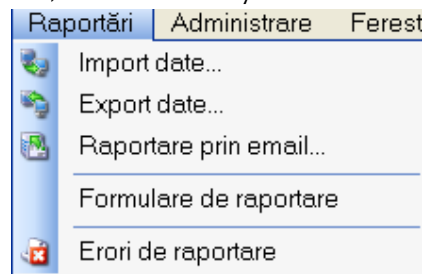 Raportări Administrare Ferest
Import date...
Export date...
Raportare prin email...
Formulare de raportare
Erori de raportare